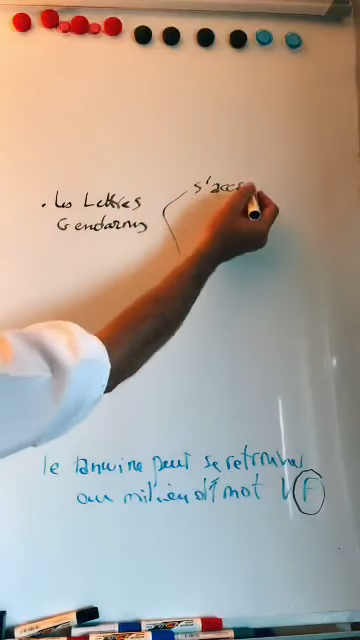 . Les Lettres
Gendarmes
s'acc
le tanwine peut se retrouver
au milieu d'1 mot V F